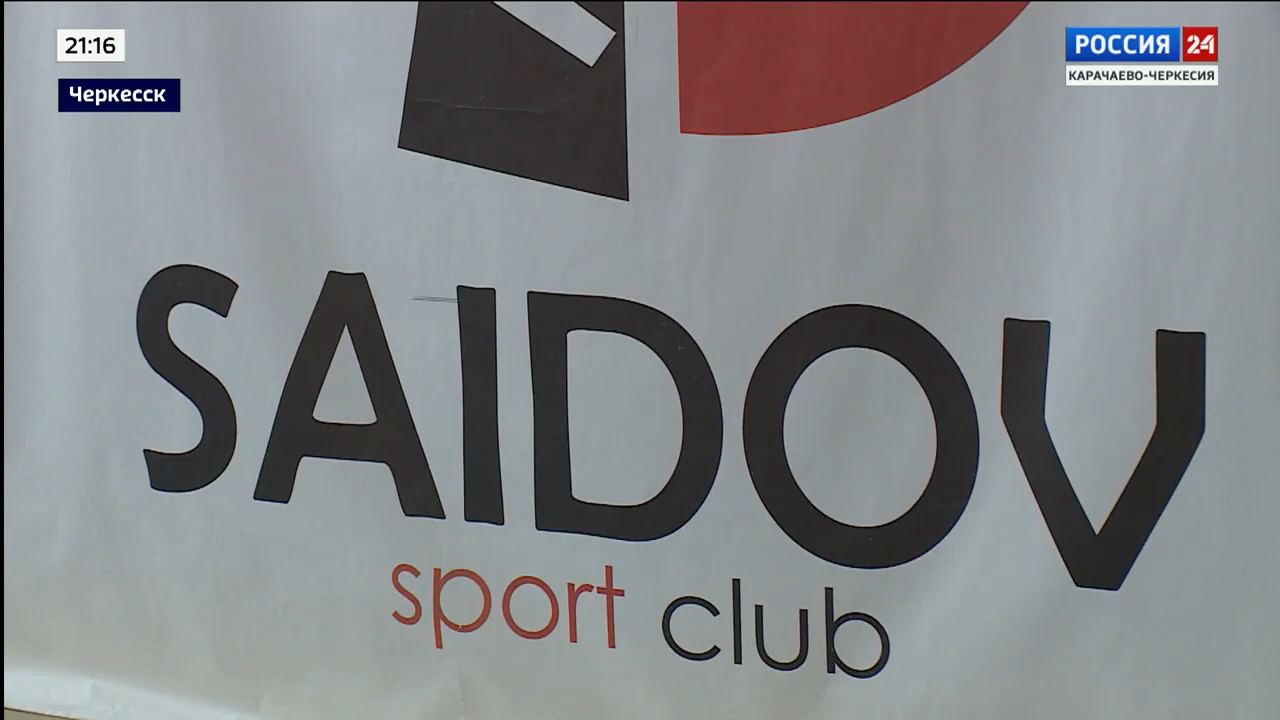 21:16
РОССИЯ 24
Черкесск
КАРАЧАЕВО-ЧЕРКЕСИЯ
SAIDOV
sport club